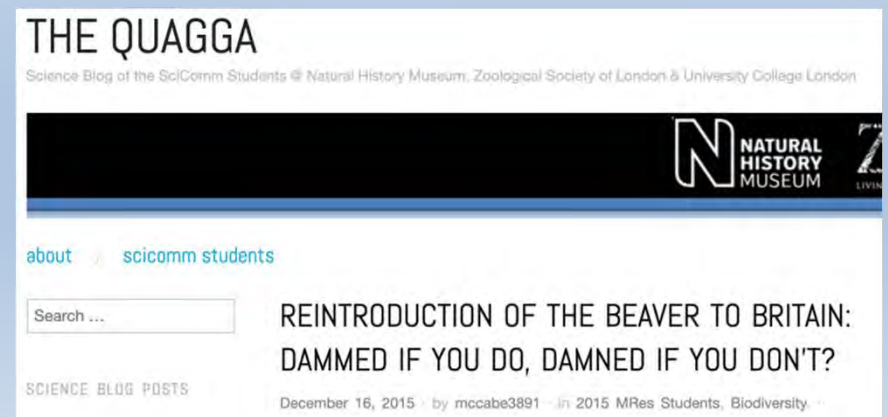 THE QUAGGA
Science Blog of the SciComm Students @ Natural History Museum, Zoological Society of London & University College London
NATURAL
HISTORY
MUSEUM
Z
LIVIN
about / scicomm students
Search ...
REINTRODUCTION OF THE BEAVER TO BRITAIN:
DAMMED IF YOU DO, DAMNED IF YOU DON'T?
SCIENCE BLOG POSTS
December 16, 2015 · by mccabe3891 · in 2015 MRes Students, Biodiversity. ·